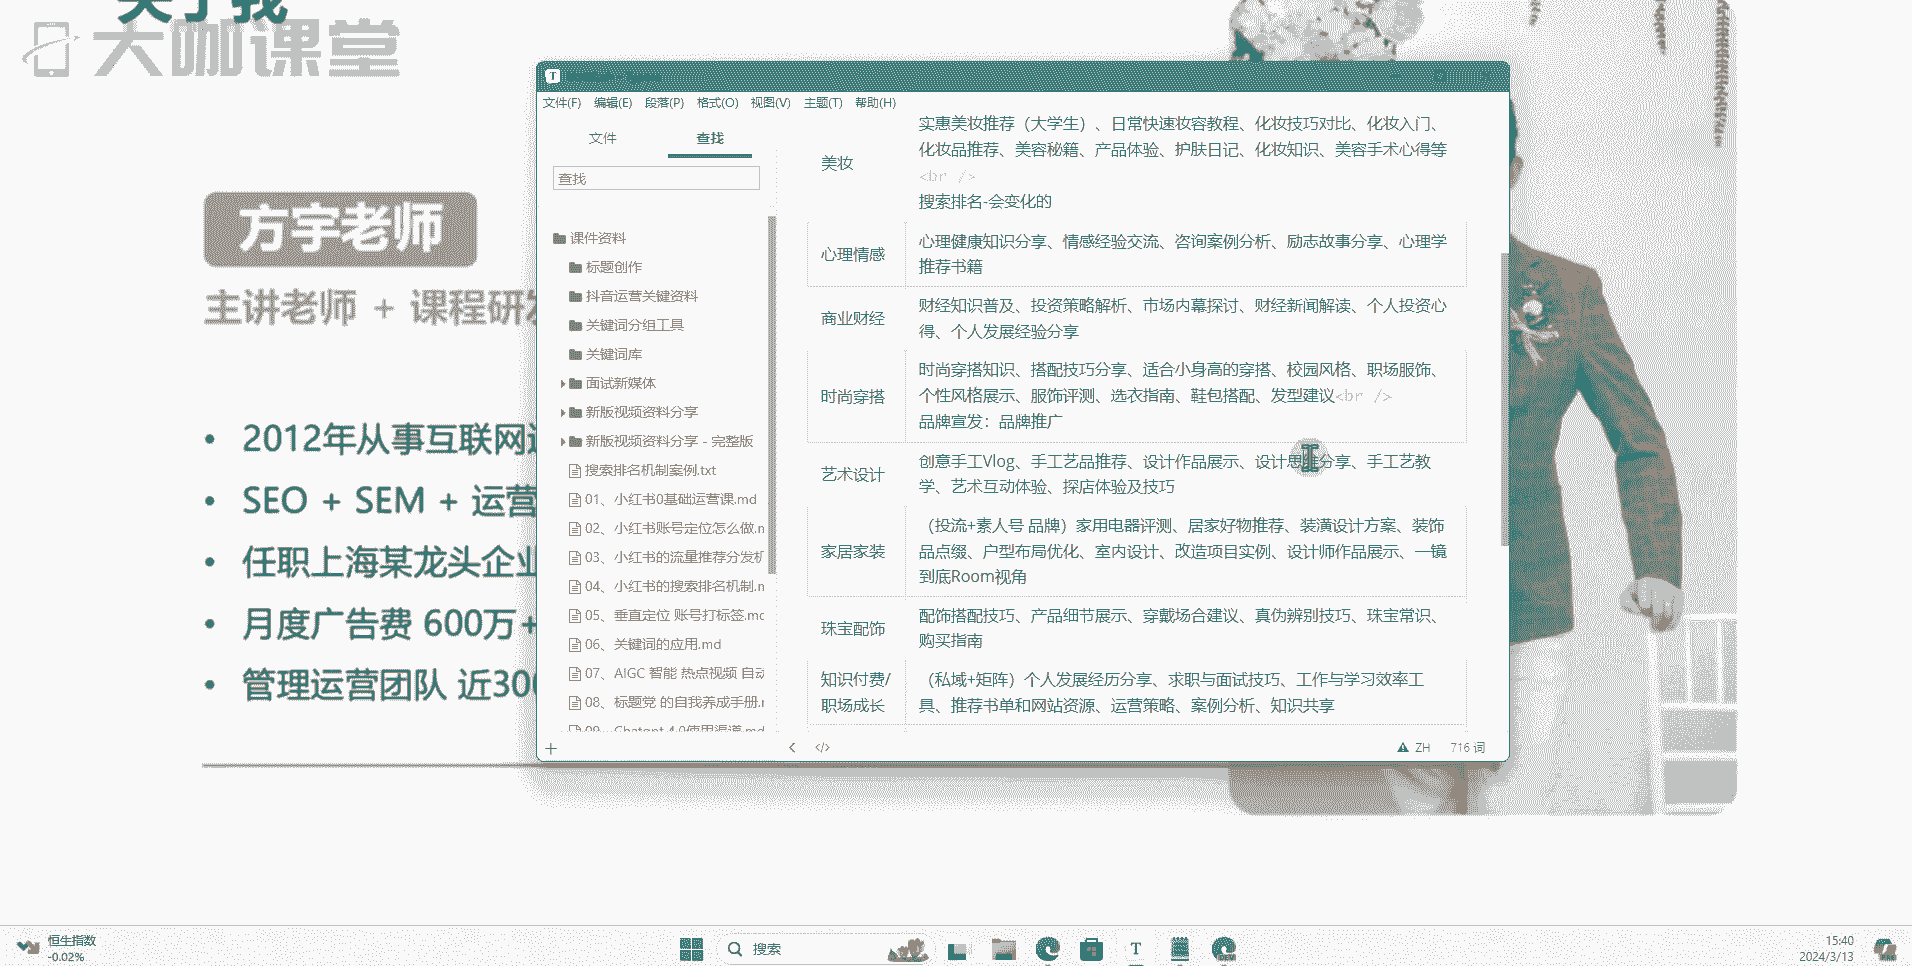 关于我
大咖课堂
方宇老师
主讲老师 + 课程研发
2012年从事互联网
SEO + SEM + 运营
任职上海某龙头企业
月度广告费 600万+
管理运营团队 近300
文件(F) 编辑(E) 段落(P) 格式(O) 视图(V) 主题(T) 帮助(H)
文件 查找
查找
课件资料
标题创作
抖音运营关键资料
关键词分组工具
关键词库
面试新媒体
新版视频资料分享
新版视频资料分享 - 完整版
搜索排名机制案例.txt
01、小红书0基础运营课.md
02、小红书账号定位怎么做.m
03、小红书的流量推荐分发机
04、小红书的搜索排名机制.m
05、垂直定位 账号打标签.mc
06、关键词的应用.md
07、AIGC 智能 热点视频 自动
08、标题党 的自我养成手册.r
09、Chatgpt 4.0使用渠道.md
美妆
实惠美妆推荐（大学生）、日常快速妆容教程、化妆技巧对比、化妆入门、
化妆品推荐、美容秘籍、产品体验、护肤日记、化妆知识、美容手术心得等
<br />
搜索排名-会变化的
心理情感
心理健康知识分享、情感经验交流、咨询案例分析、励志故事分享、心理学
推荐书籍
商业财经
财经知识普及、投资策略解析、市场内幕探讨、财经新闻解读、个人投资心
得、个人发展经验分享
时尚穿搭
时尚穿搭知识、搭配技巧分享、适合小身高的穿搭、校园风格、职场服饰、
个性风格展示、服饰评测、选衣指南、鞋包搭配、发型建议<br />
品牌宣发：品牌推广
艺术设计
创意手工Vlog、手工艺品推荐、设计作品展示、设计思维分享、手工艺教
学、艺术互动体验、探店体验及技巧
家居家装
（投流+素人号 品牌）家用电器评测、居家好物推荐、装潢设计方案、装饰
品点缀、户型布局优化、室内设计、改造项目实例、设计师作品展示、一镜
到底Room视角
珠宝配饰
配饰搭配技巧、产品细节展示、穿戴场合建议、真伪辨别技巧、珠宝常识、
购买指南
知识付费/
职场成长
（私域+矩阵）个人发展经历分享、求职与面试技巧、工作与学习效率工
具、推荐书单和网站资源、运营策略、案例分析、知识共享
ZH 716 词
恒生指数
-0.02%
搜索
15:40
2024/3/13